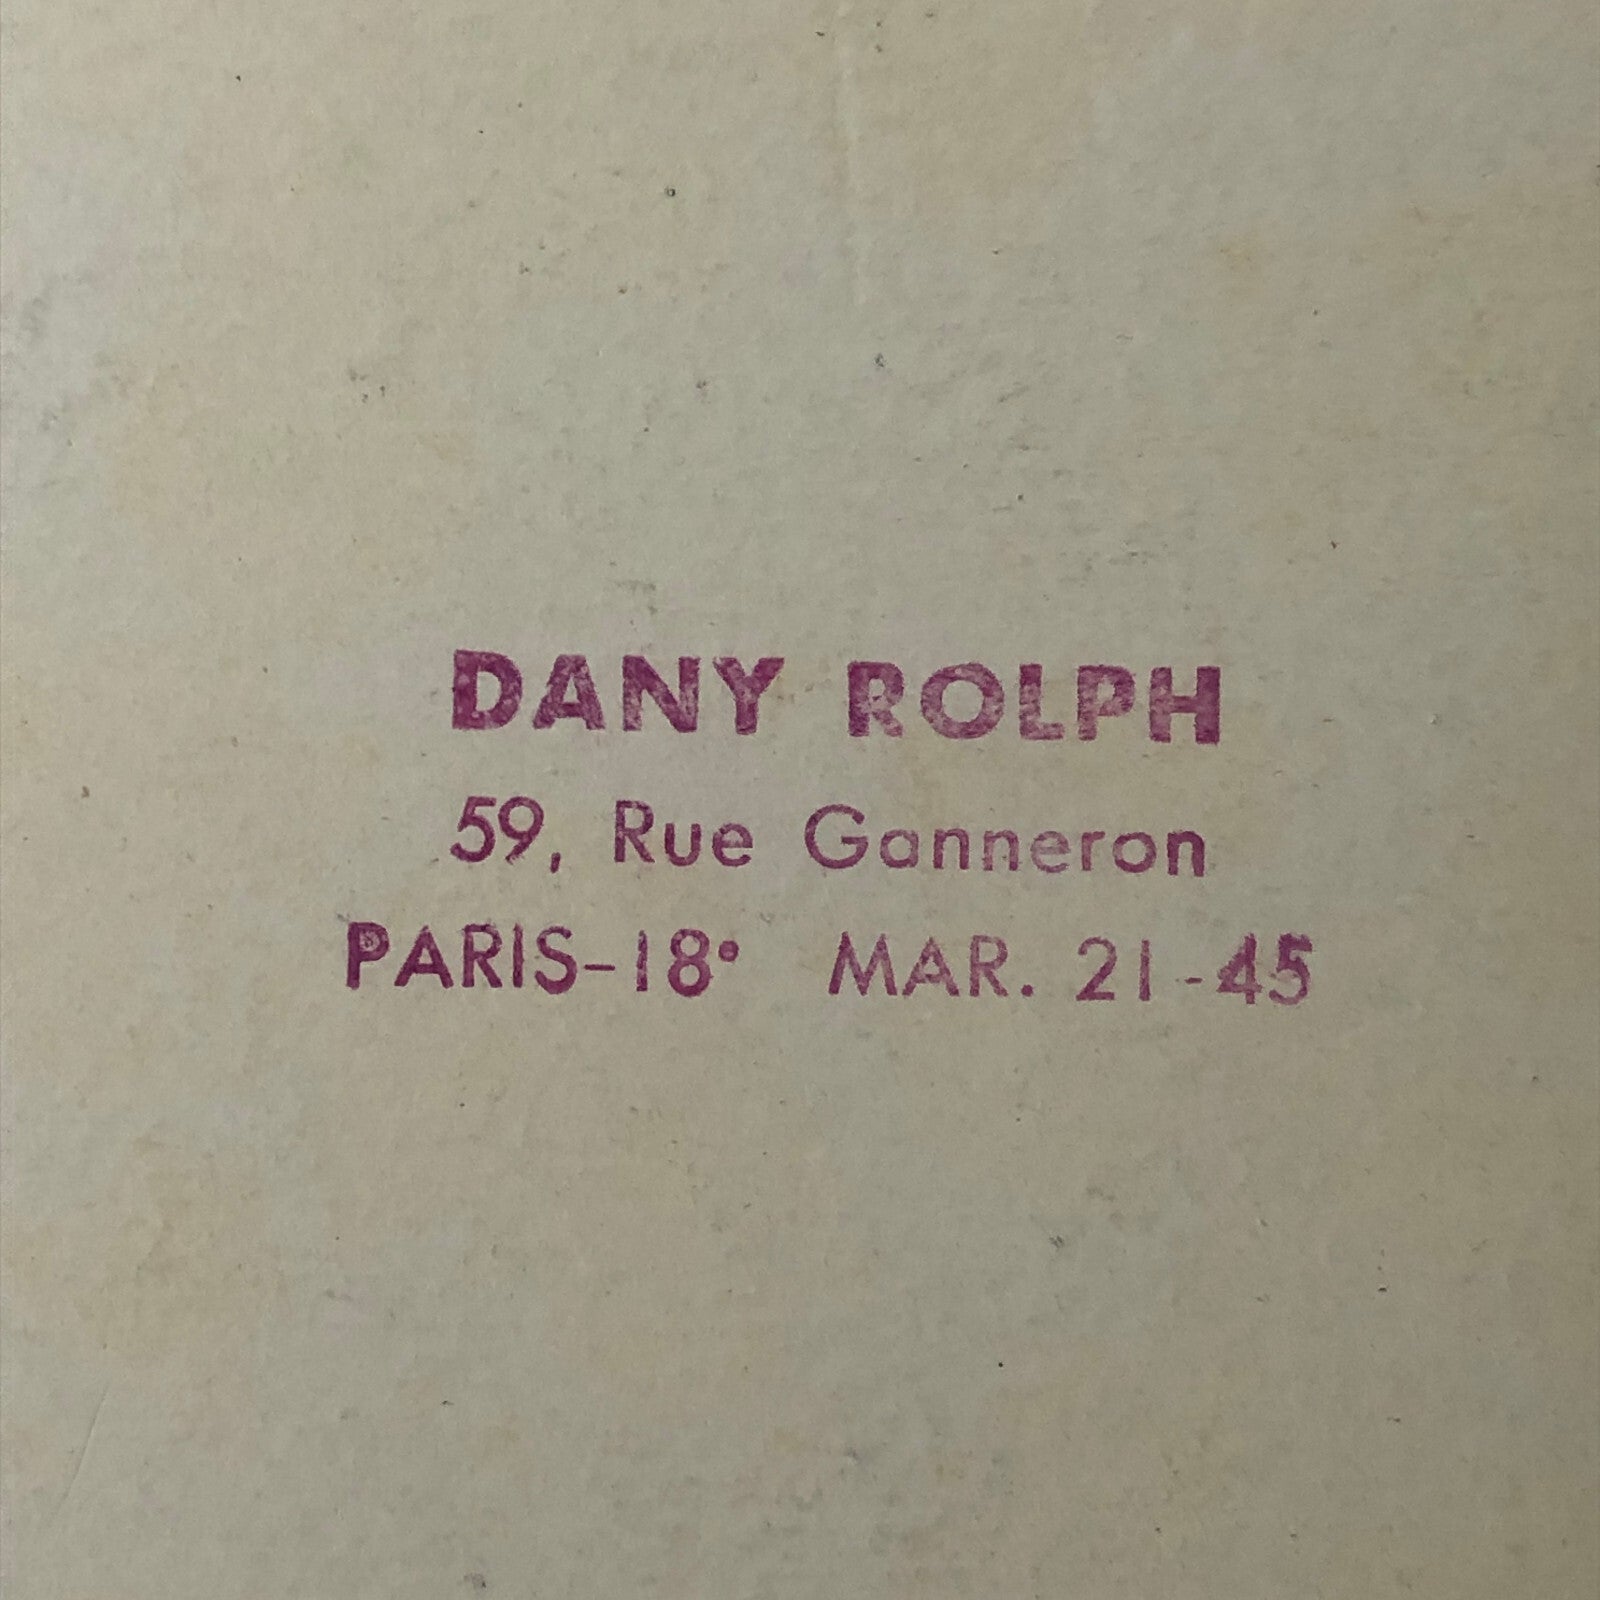 DANY ROLPH
59, Rue Ganneron
PARIS-18° MAR. 21-45